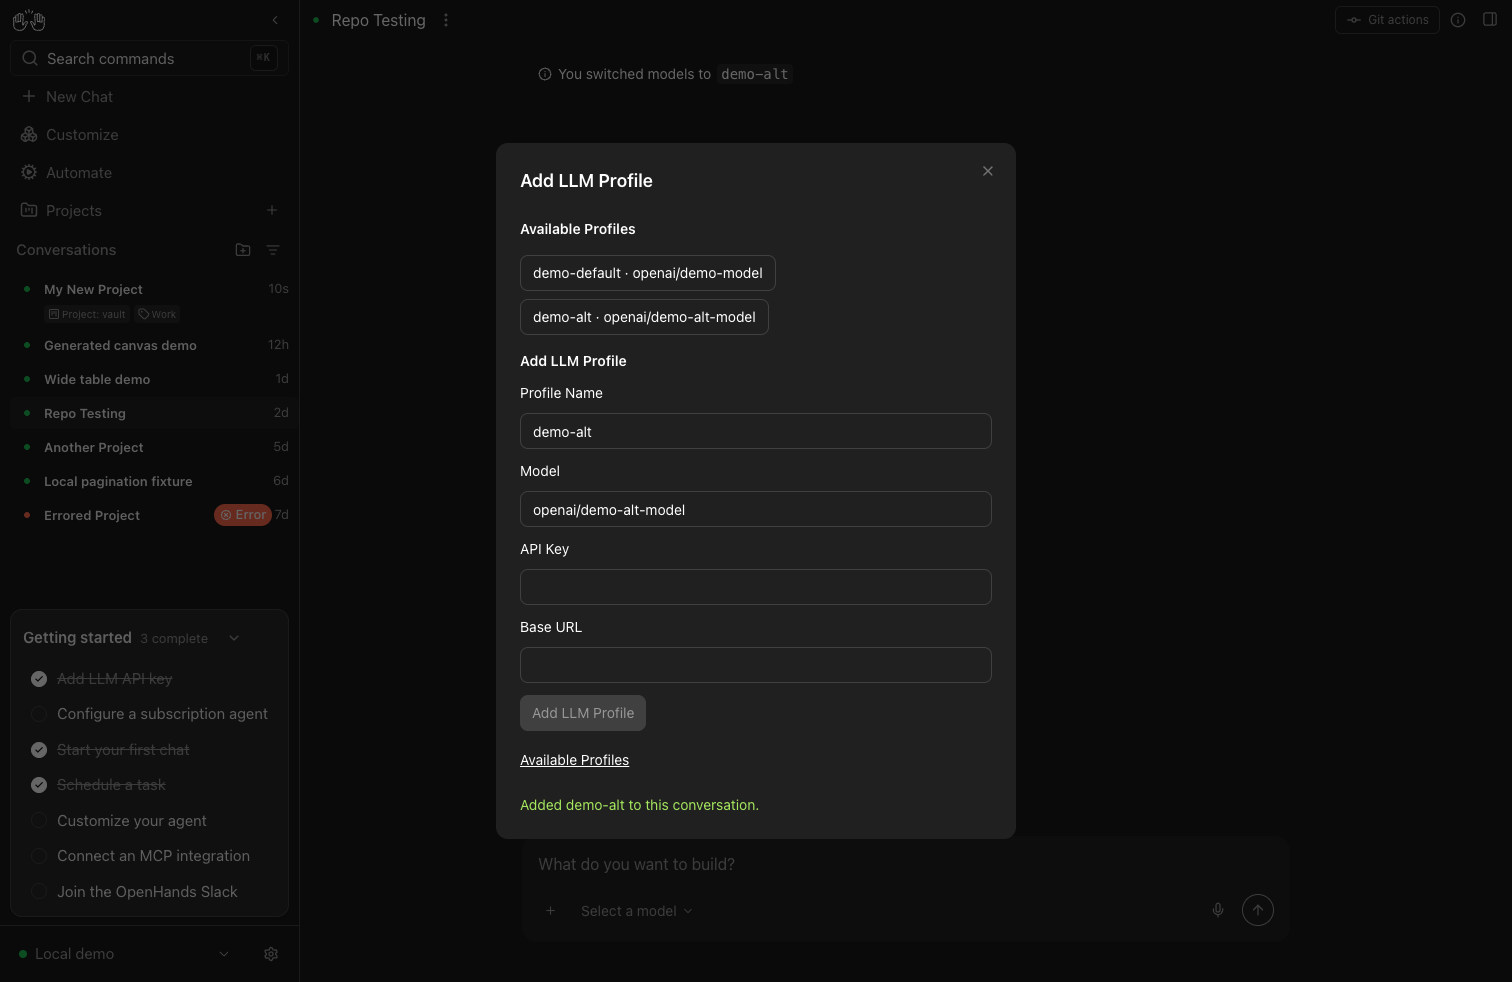 Search commands
⌘K
New Chat
Customize
Automate
Projects
Conversations
My New Project
10s
Project: vault
Work
Generated canvas demo
12h
Wide table demo
1d
Repo Testing
2d
Another Project
5d
Local pagination fixture
6d
Errored Project
Error
7d
Getting started
3 complete
Add LLM API key
Configure a subscription agent
Start your first chat
Schedule a task
Customize your agent
Connect an MCP integration
Join the OpenHands Slack
Local demo
Repo Testing
Git actions
You switched models to demo-alt
Add LLM Profile
Available Profiles
demo-default · openai/demo-model
demo-alt · openai/demo-alt-model
Add LLM Profile
Profile Name
demo-alt
Model
openai/demo-alt-model
API Key
Base URL
Add LLM Profile
Available Profiles
Added demo-alt to this conversation.
What do you want to build?
Select a model